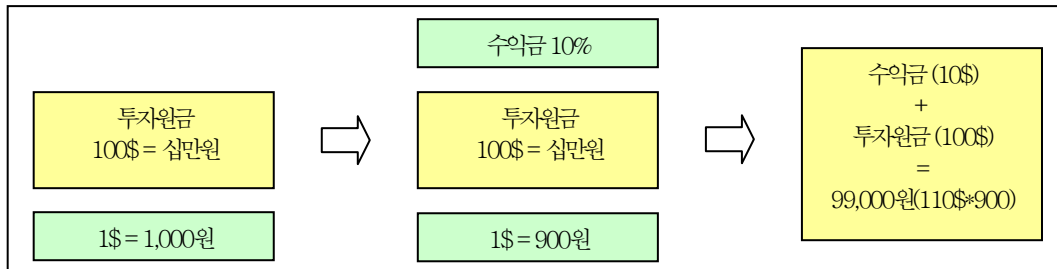 투자원금
100$ = 십만원
1$ = 1,000원
수익금 10%
투자원금
100$ = 십만원
1$ = 900원
수익금 (10$)
+
투자원금 (100$)
=
99,000원(110$*900)